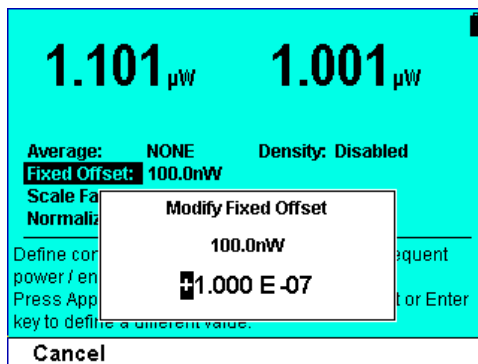 1.101 µW 1.001 µW
Average: NONE Density: Disabled
Fixed Offset: 100.0nW
Scale Fa
Normaliz
Modify Fixed Offset
100.0nW
+1.000 E -07
Define con equent
power / en
Press App t or Enter
key to define a different value.
Cancel